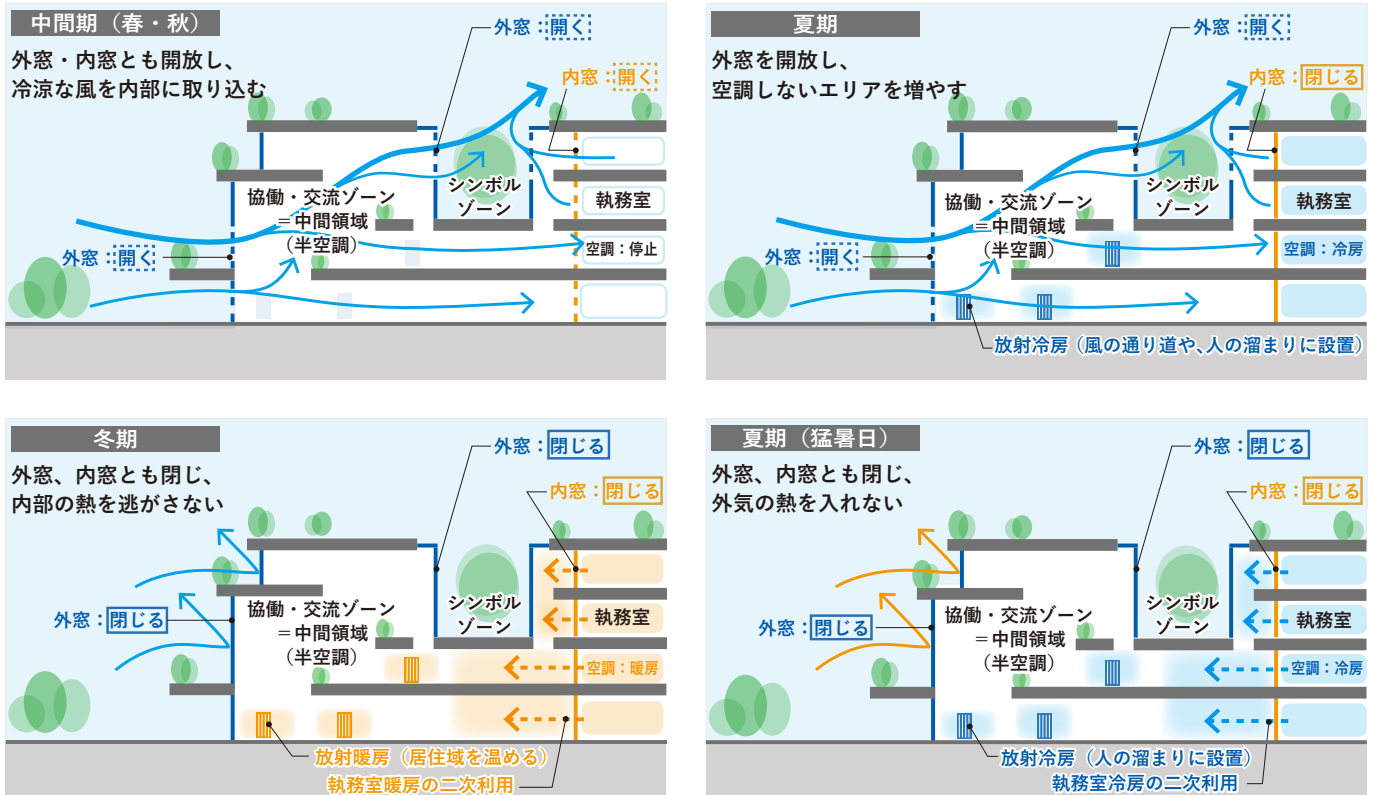 中間期（春・秋）
外窓・内窓とも開放し、
冷涼な風を内部に取り込む
外窓：開く
内窓：開く
協働・交流ゾーン
＝中間領域
（半空調）
シンボル
ゾーン
執務室
空調：停止
外窓：開く
夏期
外窓を開放し、
空調しないエリアを増やす
外窓：開く
内窓：閉じる
協働・交流ゾーン
＝中間領域
（半空調）
シンボル
ゾーン
執務室
空調：冷房
外窓：開く
放射冷房（風の通り道や、人の溜まりに設置）
冬期
外窓、内窓とも閉じ、
内部の熱を逃がさない
外窓：閉じる
内窓：閉じる
外窓：閉じる
協働・交流ゾーン
＝中間領域
（半空調）
シンボル
ゾーン
執務室
空調：暖房
放射暖房（居住域を温める）
執務室暖房の二次利用
夏期（猛暑日）
外窓、内窓とも閉じ、
外気の熱を入れない
外窓：閉じる
内窓：閉じる
外窓：閉じる
協働・交流ゾーン
＝中間領域
（半空調）
シンボル
ゾーン
執務室
空調：冷房
放射冷房（人の溜まりに設置）
執務室冷房の二次利用